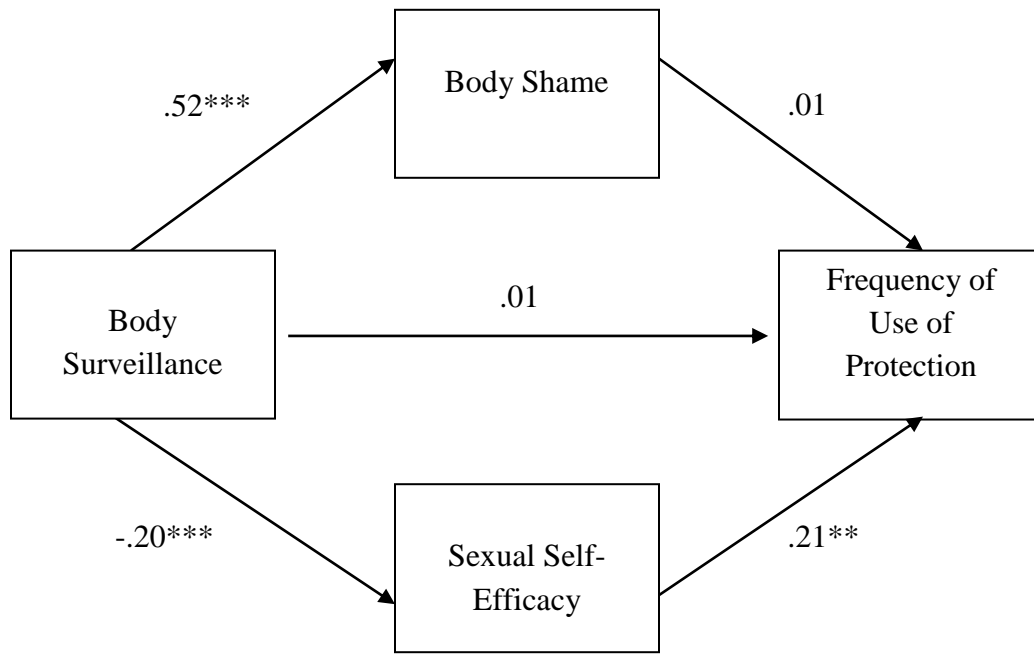 Body Shame
.52***
.01
Body
Surveillance
.01
Frequency of
Use of
Protection
-.20***
Sexual Self-
Efficacy
.21**